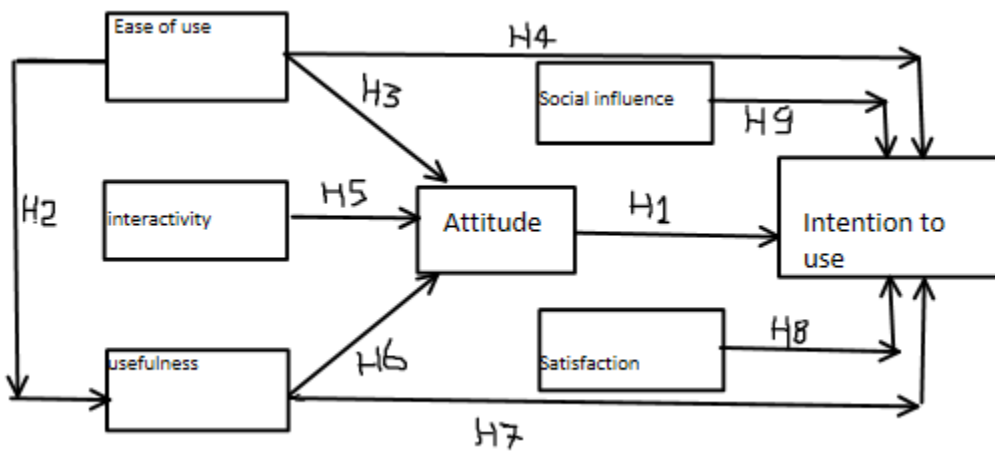 Ease of use
H4
H3
Social influence
H9
H2
interactivity
H5
Attitude
H1
Intention to
use
usefulness
H6
Satisfaction
H8
H7